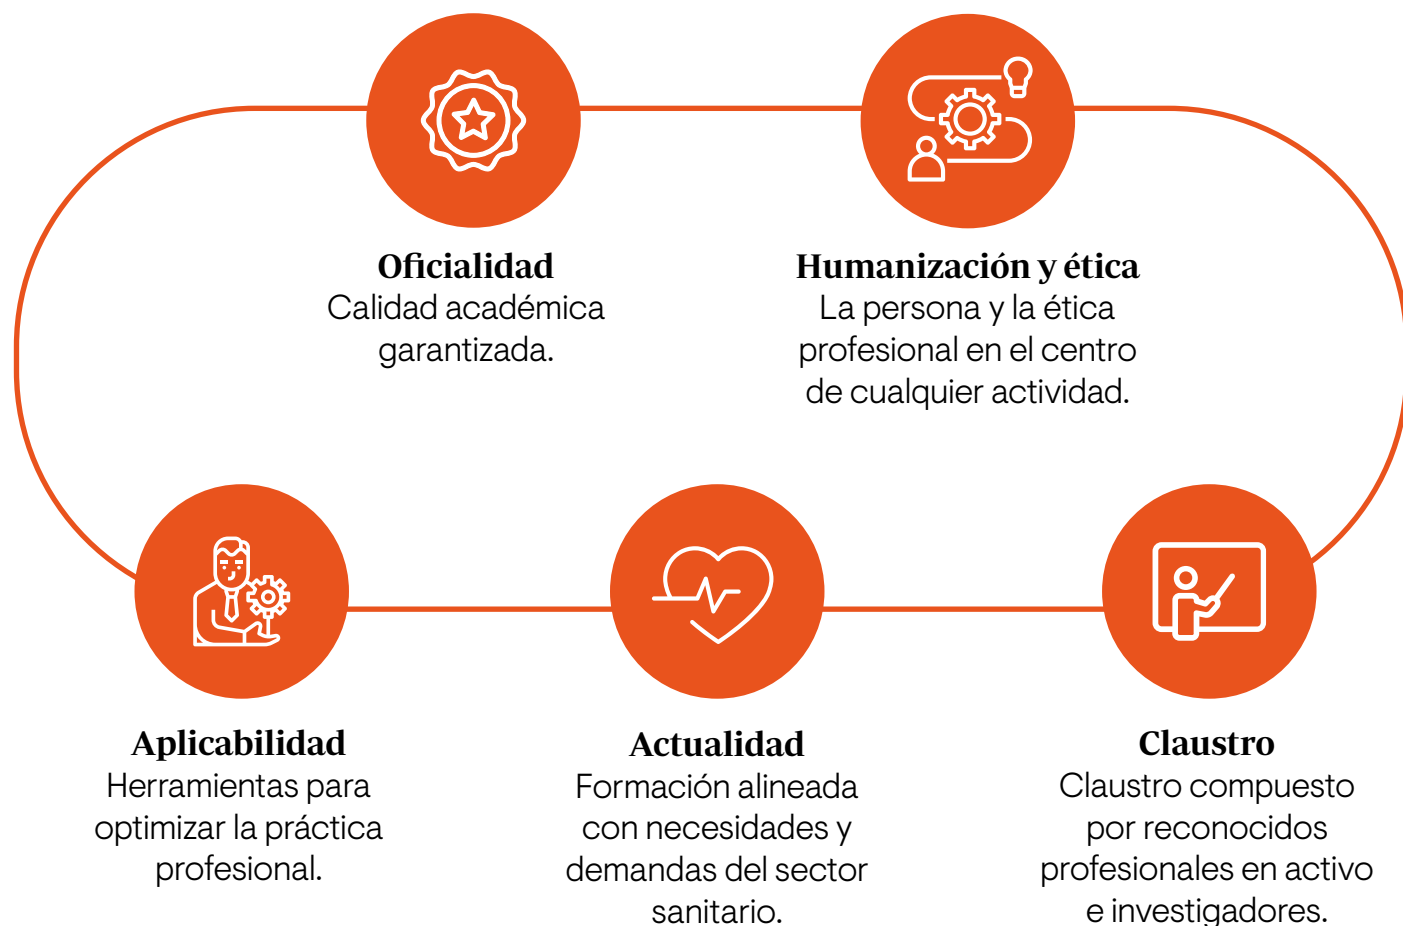 Oficialidad
Calidad académica
garantizada.
Humanización y ética
La persona y la ética
profesional en el centro
de cualquier actividad.
Aplicabilidad
Herramientas para
optimizar la práctica
profesional.
Actualidad
Formación alineada
con necesidades y
demandas del sector
sanitario.
Claustro
Claustro compuesto
por reconocidos
profesionales en activo
e investigadores.